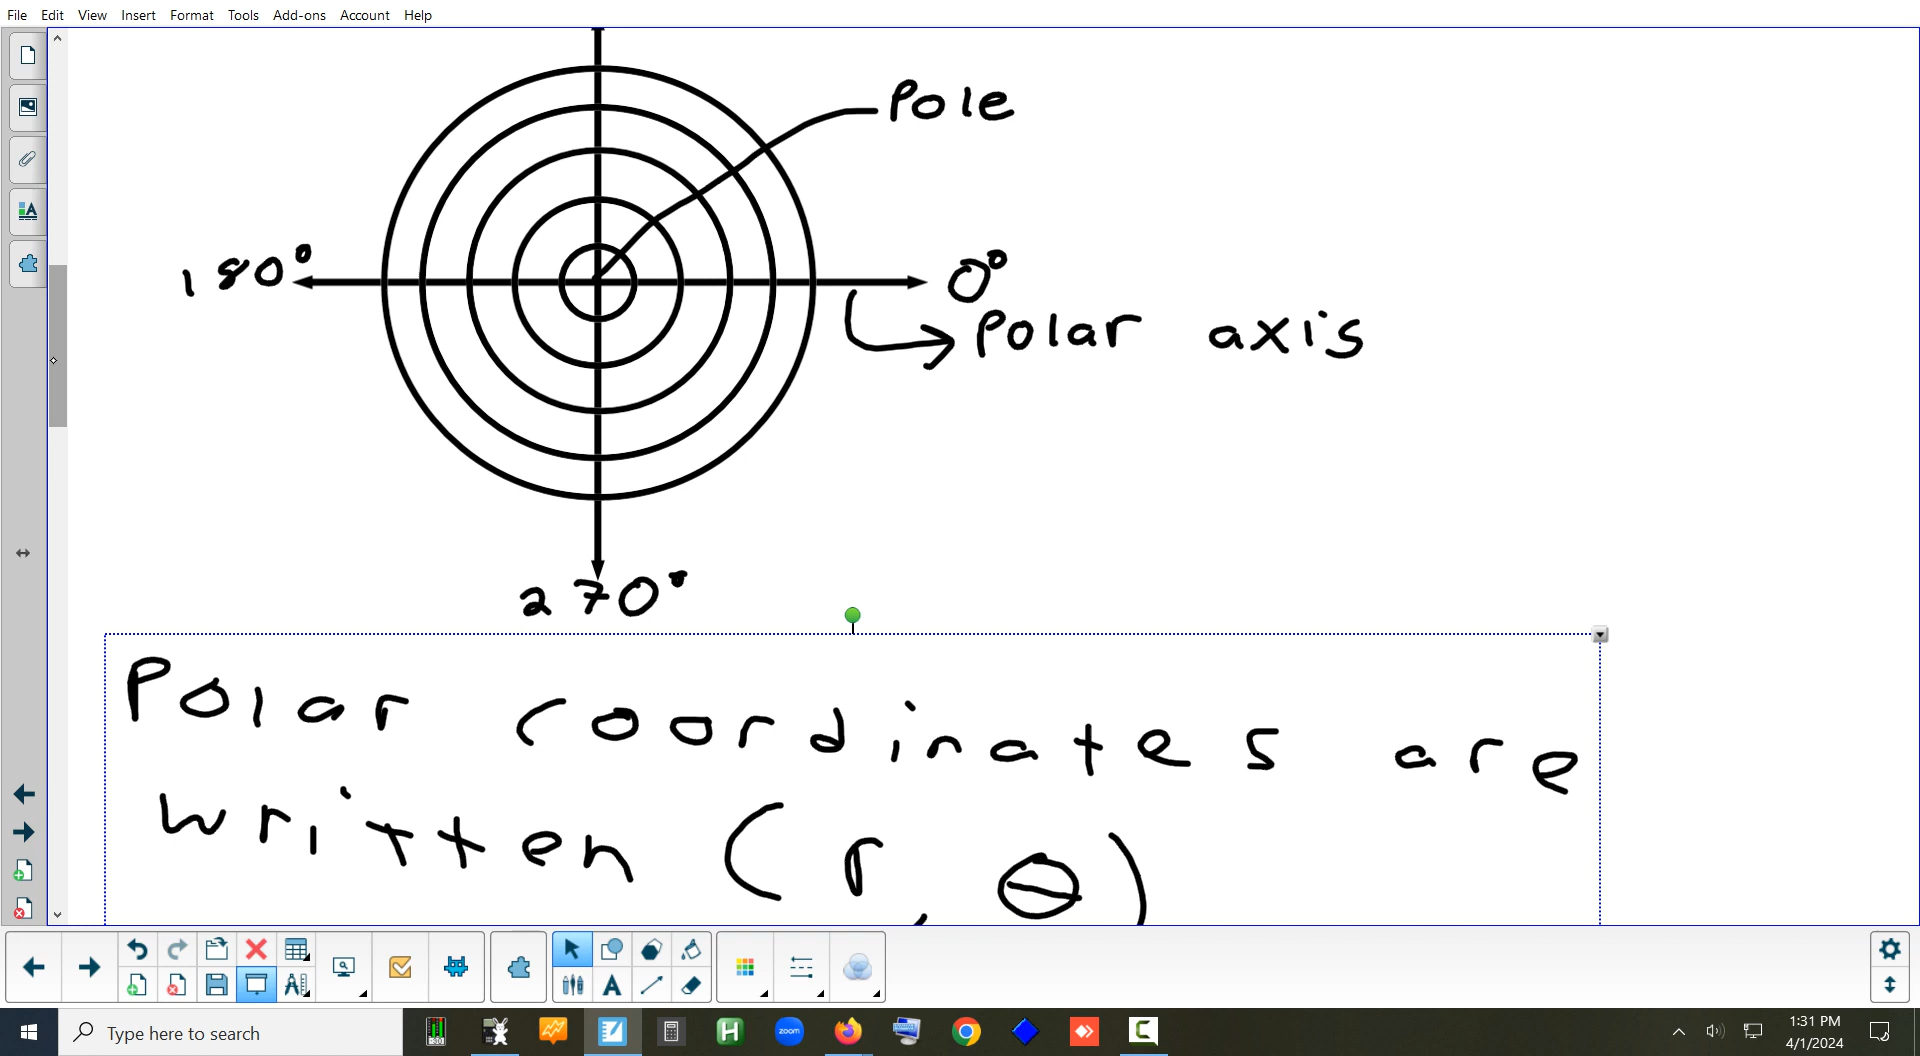 File Edit View Insert Format Tools Add-ons Account Help
Pole
180°
0°
Polar axis
270°
Polar coordinates are
written (r, θ)
A
A
H
zoom
C
Type here to search
1:31 PM
4/1/2024